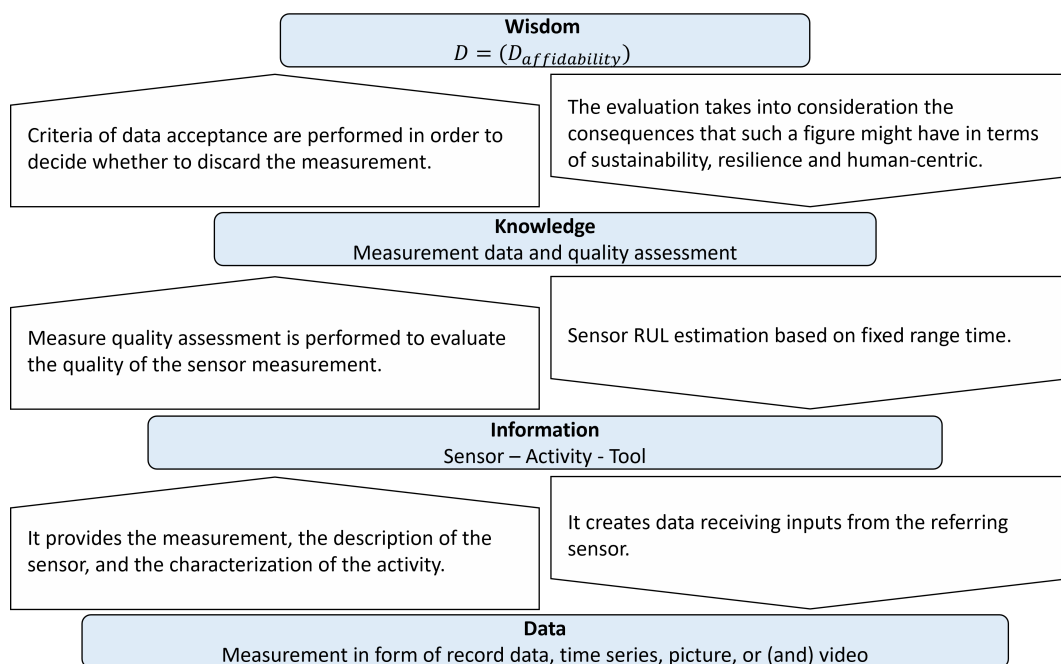 Wisdom
D = (D_affidability)
Criteria of data acceptance are performed in order to
decide whether to discard the measurement.
The evaluation takes into consideration the
consequences that such a figure might have in terms
of sustainability, resilience and human-centric.
Knowledge
Measurement data and quality assessment
Measure quality assessment is performed to evaluate
the quality of the sensor measurement.
Sensor RUL estimation based on fixed range time.
Information
Sensor – Activity - Tool
It provides the measurement, the description of the
sensor, and the characterization of the activity.
It creates data receiving inputs from the referring
sensor.
Data
Measurement in form of record data, time series, picture, or (and) video